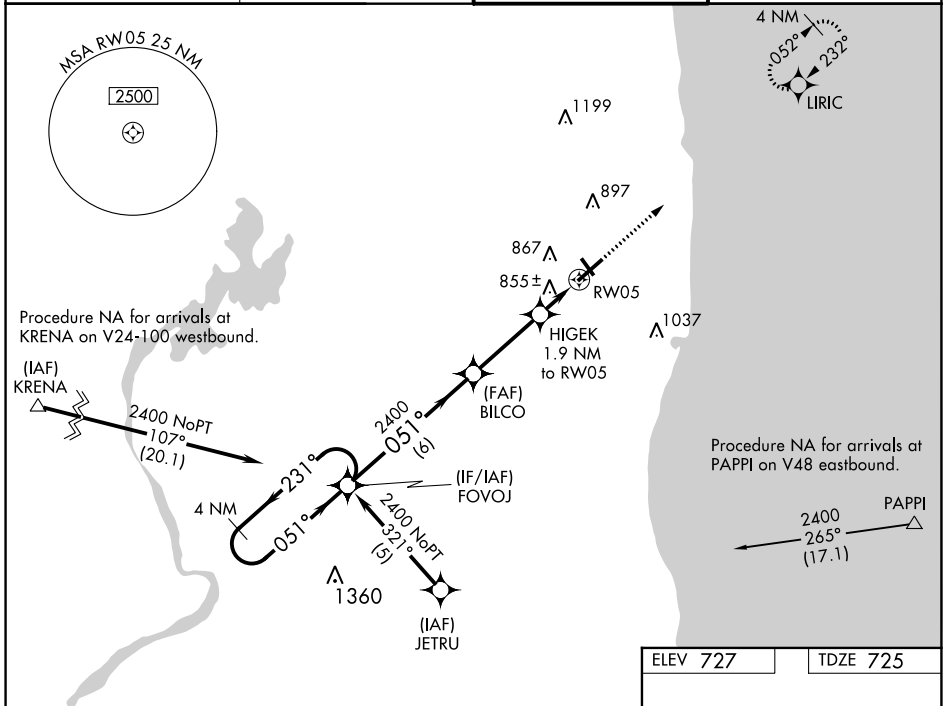 MSA RW05 25 NM
2500
4 NM
052°
232°
LIRIC
1199
897
867
855±
RW05
1037
HIGEK
1.9 NM
to RW05
Procedure NA for arrivals at
KRENA on V24-100 westbound.
(IAF)
KRENA
2400 NoPT
107°
(20.1)
(FAF)
BILCO
2400
051°
(6)
Procedure NA for arrivals at
PAPPI on V48 eastbound.
231°
4 NM
051°
(IF/IAF)
FOVOJ
2400 NoPT
321°
(5)
PAPPI
2400
265°
(17.1)
1360
(IAF)
JETRU
ELEV 727
TDZE 725